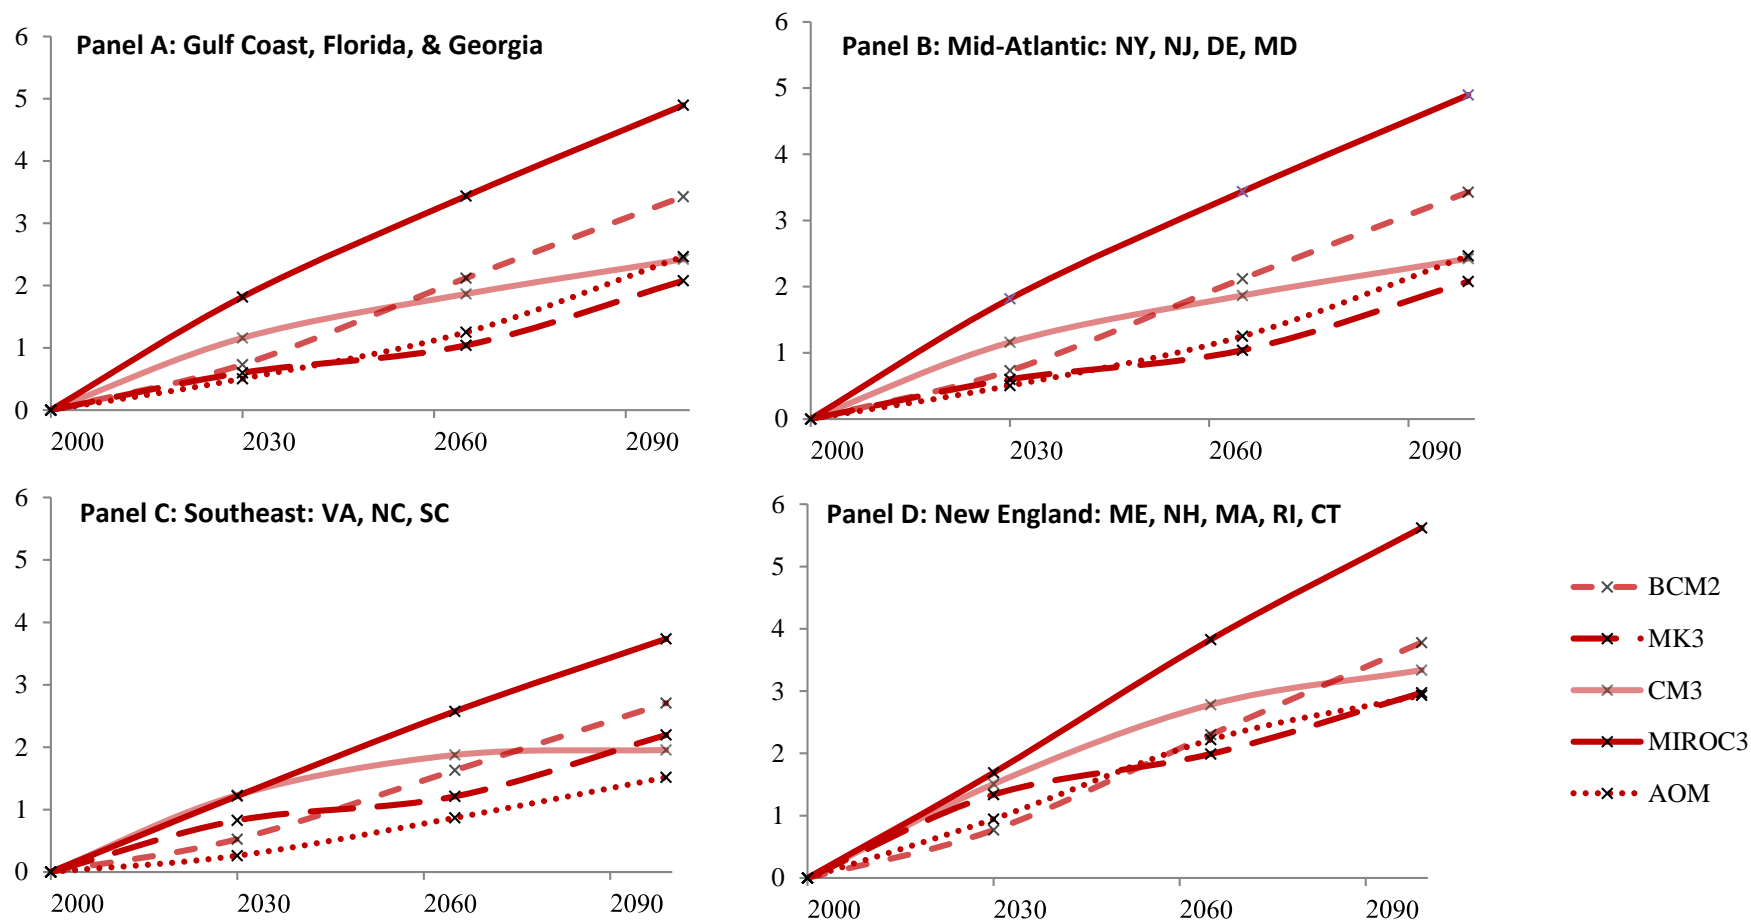 Panel A: Gulf Coast, Florida, & Georgia
6
5
4
3
2
1
0
2000 2030 2060 2090
Panel B: Mid-Atlantic: NY, NJ, DE, MD
6
5
4
3
2
1
0
2000 2030 2060 2090
Panel C: Southeast: VA, NC, SC
6
5
4
3
2
1
0
2000 2030 2060 2090
Panel D: New England: ME, NH, MA, RI, CT
6
5
4
3
2
1
0
2000 2030 2060 2090
BCM2
MK3
CM3
MIROC3
AOM